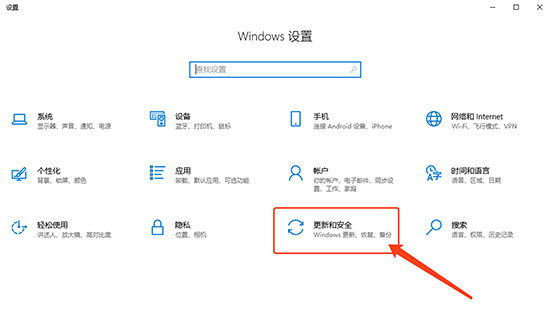 设置
Windows 设置
查找设置
系统
显示器、声音、通知、电源
设备
蓝牙、打印机、鼠标
手机
连接 Android 设备、iPhone
网络和 Internet
Wi-Fi、飞行模式、VPN
个性化
背景、锁屏、颜色
应用
卸载、默认应用、可选功能
帐户
你的帐户、电子邮件、同步设
置、工作、家庭
时间和语言
语音、区域、日期
轻松使用
讲述人、放大镜、高对比度
隐私
位置、相机
更新和安全
Windows 更新、恢复、备份
搜索
语言、权限、历史记录